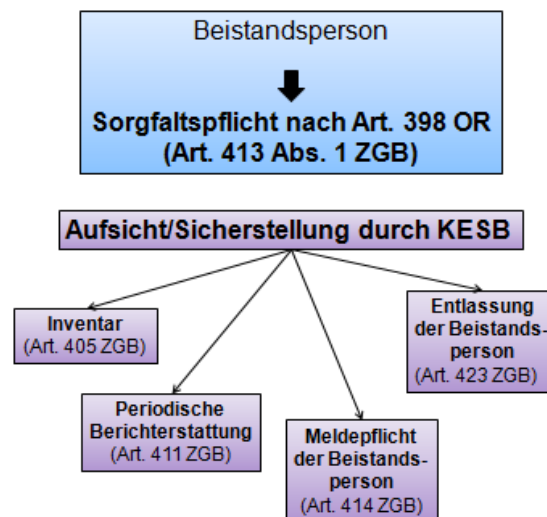 Beistandsperson
Sorgfaltspflicht nach Art. 398 OR
(Art. 413 Abs. 1 ZGB)
Aufsicht/Sicherstellung durch KESB
Inventar
(Art. 405 ZGB)
Periodische
Berichterstattung
(Art. 411 ZGB)
Meldepflicht
der Beistands-
person
(Art. 414 ZGB)
Entlassung
der Beistands-
person
(Art. 423 ZGB)